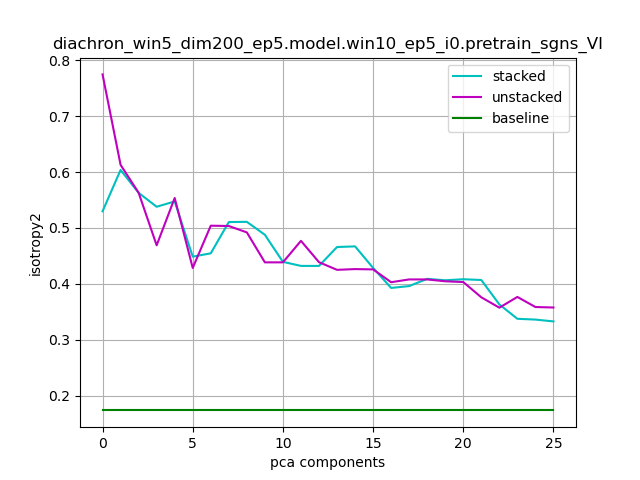 diachron_win5_dim200_ep5.model.win10_ep5_i0.pretrain_sgns_VI
stacked
unstacked
baseline
0.8
0.7
0.6
0.5
0.4
0.3
0.2
isotropy2
0 5 10 15 20 25
pca components